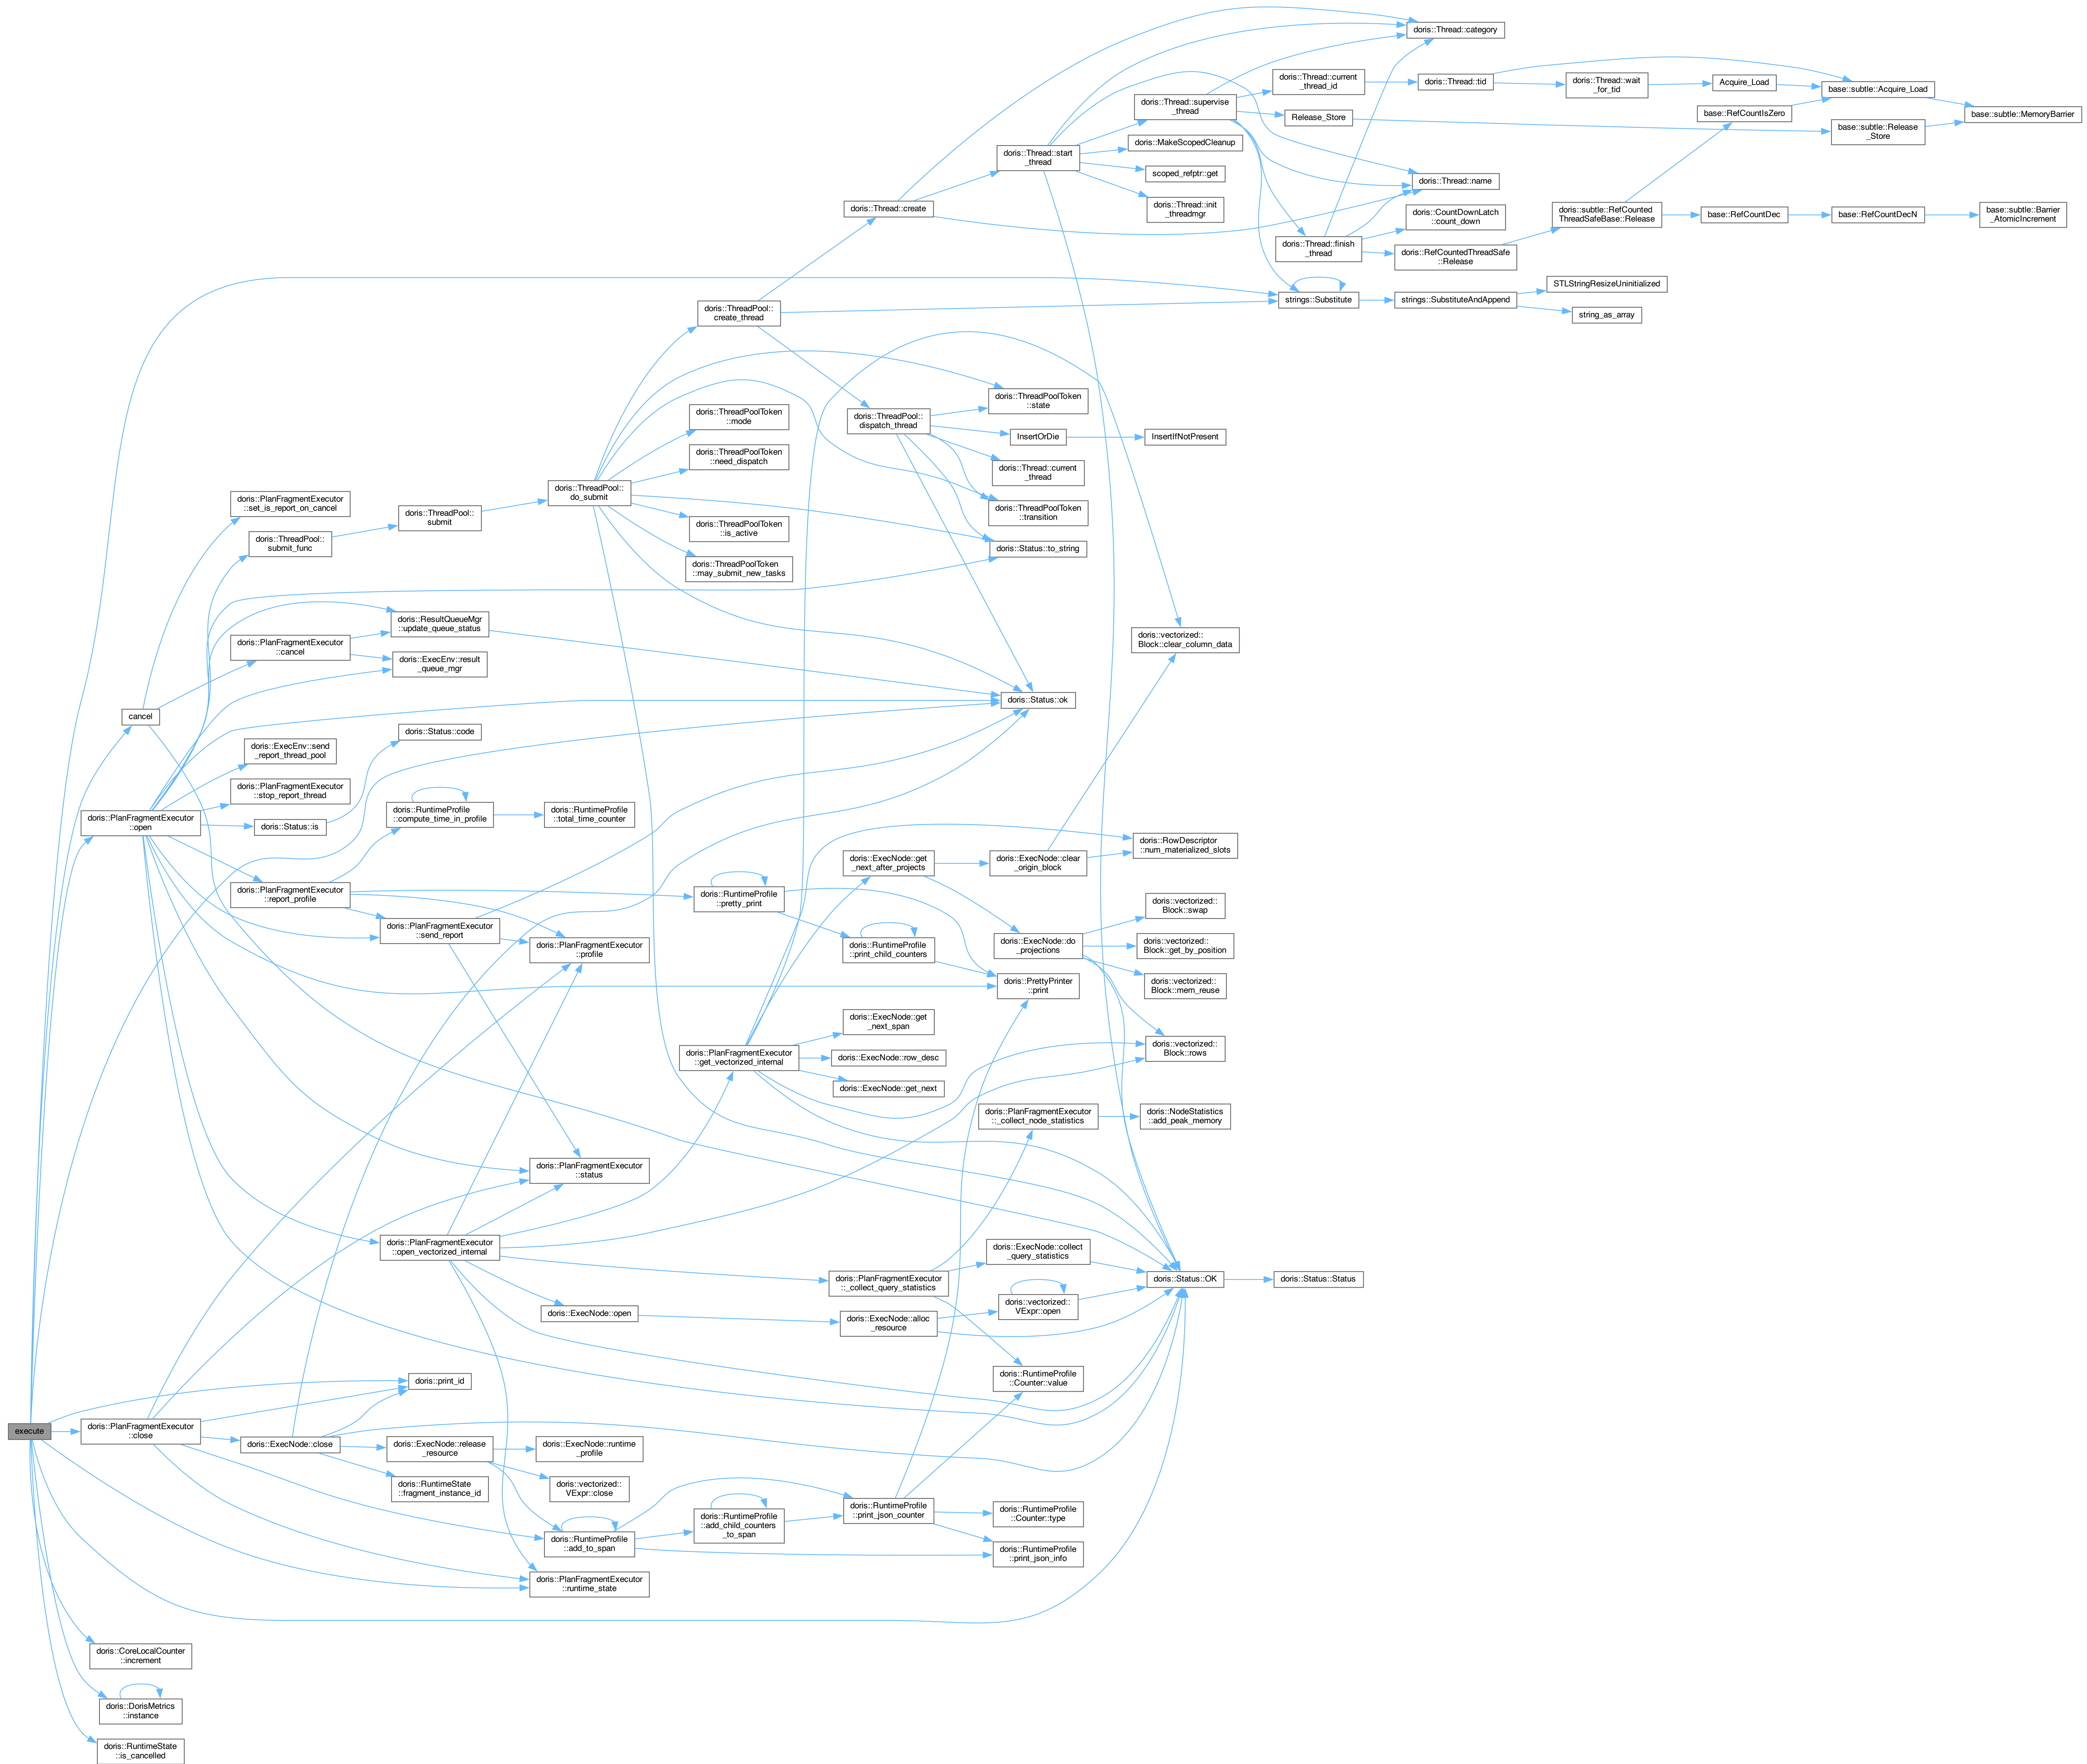 doris::Thread::category
doris::Thread::current
_thread_id
doris::Thread::tid
doris::Thread::wait
_for_tid
Acquire_Load
base::subtle::Acquire_Load
doris::Thread::supervise
_thread
Release_Store
base::RefCountIsZero
base::subtle::Release
_Store
base::subtle::MemoryBarrier
doris::MakeScopedCleanup
doris::Thread::start
_thread
scoped_refptr::get
doris::Thread::name
doris::Thread::create
doris::Thread::init
_threadmgr
doris::CountDownLatch
::count_down
doris::subtle::RefCounted
ThreadSafeBase::Release
base::RefCountDec
base::RefCountDecN
base::subtle::Barrier
_AtomicIncrement
doris::Thread::finish
_thread
doris::RefCountedThreadSafe
::Release
doris::ThreadPool::
create_thread
strings::Substitute
strings::SubstituteAndAppend
STLStringResizeUninitialized
string_as_array
doris::ThreadPoolToken
::state
doris::ThreadPoolToken
::mode
doris::ThreadPool::
dispatch_thread
InsertOrDie
InsertIfNotPresent
doris::ThreadPoolToken
::need_dispatch
doris::Thread::current
_thread
doris::PlanFragmentExecutor
::set_is_report_on_cancel
doris::ThreadPool::
submit
doris::ThreadPool::
do_submit
doris::ThreadPoolToken
::transition
doris::ThreadPool::
submit_func
doris::ThreadPoolToken
::is_active
doris::Status::to_string
doris::ThreadPoolToken
::may_submit_new_tasks
doris::ResultQueueMgr
::update_queue_status
doris::PlanFragmentExecutor
::cancel
doris::ExecEnv::result
_queue_mgr
doris::vectorized::
Block::clear_column_data
doris::Status::ok
cancel
doris::Status::code
doris::ExecEnv::send
_report_thread_pool
doris::PlanFragmentExecutor
::stop_report_thread
doris::PlanFragmentExecutor
::open
doris::Status::is
doris::RuntimeProfile
::compute_time_in_profile
doris::RuntimeProfile
::total_time_counter
doris::RowDescriptor
::num_materialized_slots
doris::ExecNode::get
_next_after_projects
doris::ExecNode::clear
_origin_block
doris::PlanFragmentExecutor
::report_profile
doris::RuntimeProfile
::pretty_print
doris::vectorized::
Block::swap
doris::PlanFragmentExecutor
::send_report
doris::PlanFragmentExecutor
::profile
doris::RuntimeProfile
::print_child_counters
doris::ExecNode::do
_projections
doris::vectorized::
Block::get_by_position
doris::PrettyPrinter
::print
doris::vectorized::
Block::mem_reuse
doris::ExecNode::get
_next_span
doris::PlanFragmentExecutor
::get_vectorized_internal
doris::ExecNode::row_desc
doris::vectorized::
Block::rows
doris::ExecNode::get_next
doris::PlanFragmentExecutor
::_collect_node_statistics
doris::NodeStatistics
::add_peak_memory
doris::PlanFragmentExecutor
::status
doris::PlanFragmentExecutor
::open_vectorized_internal
doris::ExecNode::collect
_query_statistics
doris::PlanFragmentExecutor
::_collect_query_statistics
doris::Status::OK
doris::Status::Status
doris::vectorized::
VExpr::open
doris::ExecNode::open
doris::ExecNode::alloc
_resource
doris::RuntimeProfile
::Counter::value
doris::print_id
execute
doris::PlanFragmentExecutor
::close
doris::ExecNode::close
doris::ExecNode::release
_resource
doris::ExecNode::runtime
_profile
doris::RuntimeState
::fragment_instance_id
doris::vectorized::
VExpr::close
doris::RuntimeProfile
::add_to_span
doris::RuntimeProfile
::add_child_counters
_to_span
doris::RuntimeProfile
::print_json_counter
doris::RuntimeProfile
::Counter::type
doris::RuntimeProfile
::print_json_info
doris::PlanFragmentExecutor
::runtime_state
doris::CoreLocalCounter
::increment
doris::DorisMetrics
::instance
doris::RuntimeState
::is_cancelled